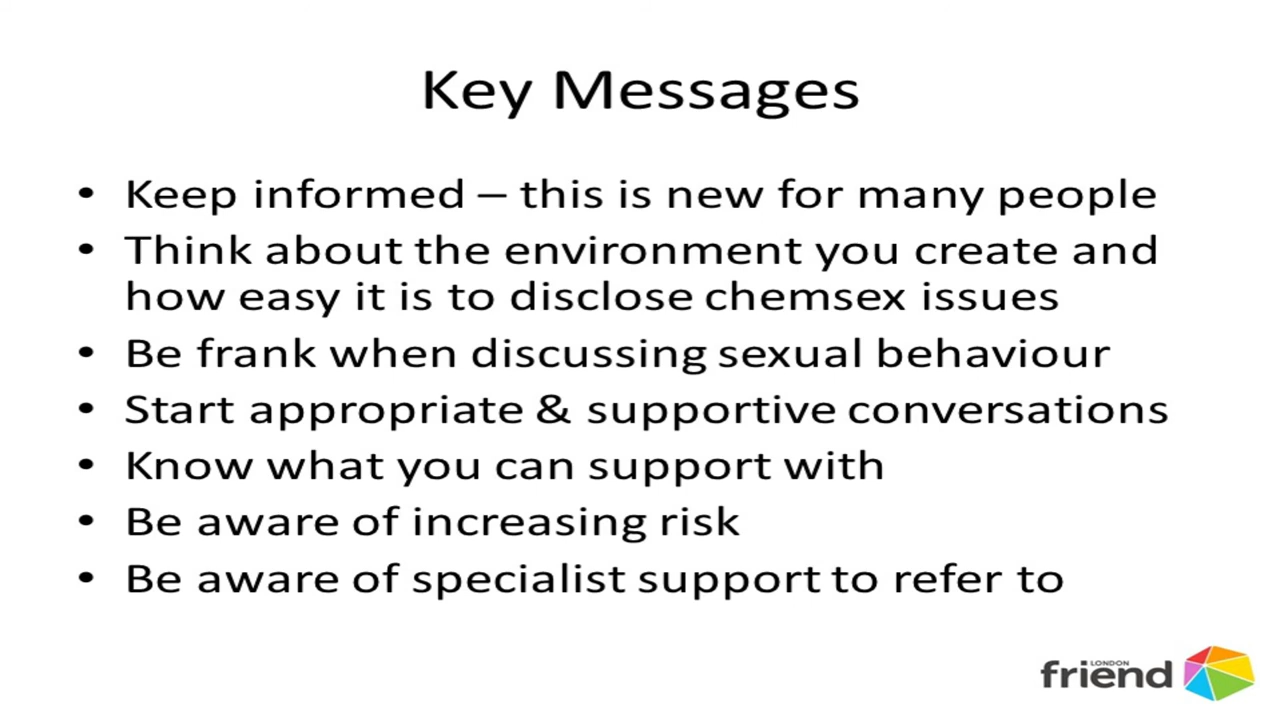 Key Messages
• Keep informed – this is new for many people
• Think about the environment you create and
how easy it is to disclose chemsex issues
• Be frank when discussing sexual behaviour
• Start appropriate & supportive conversations
• Know what you can support with
• Be aware of increasing risk
• Be aware of specialist support to refer to
LONDON
friend